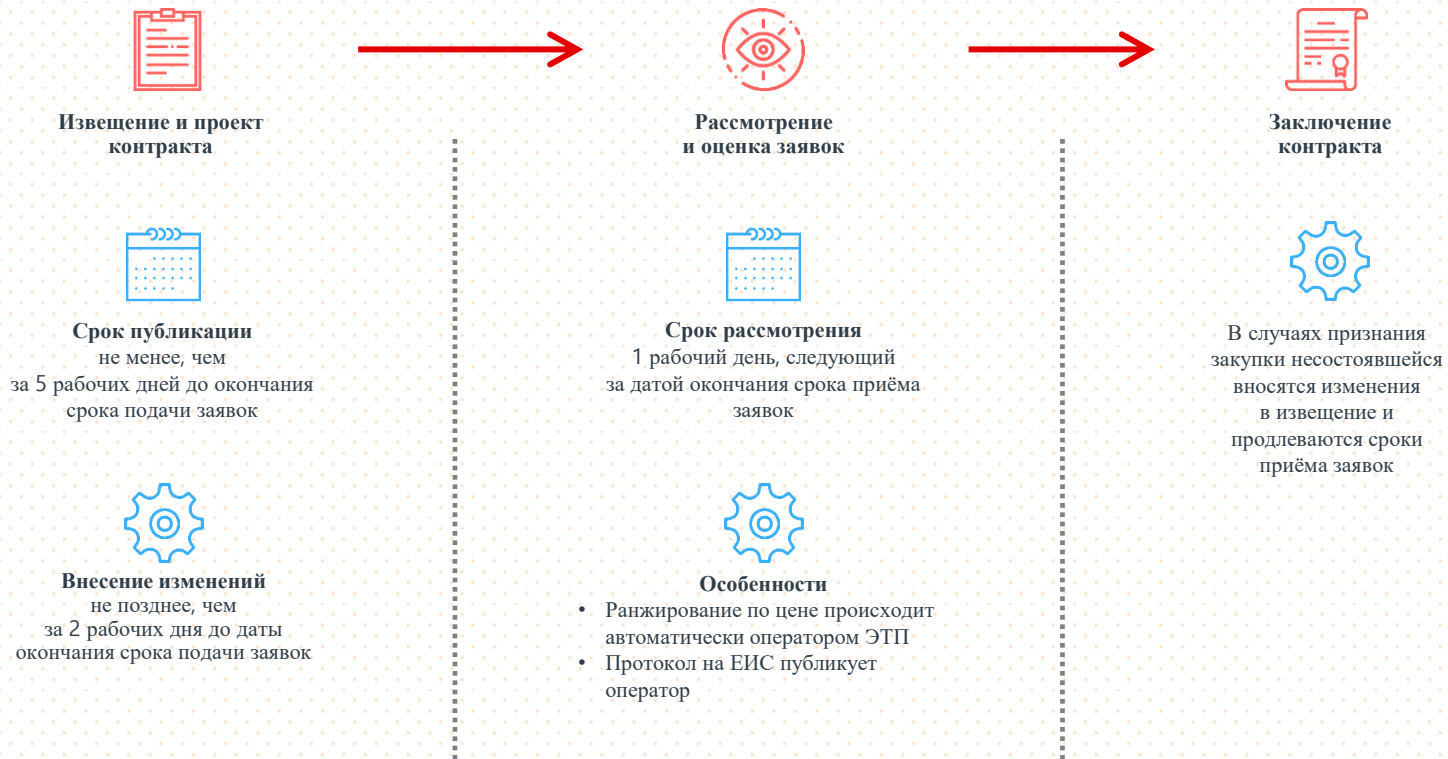 Извещение и проект
контракта
Срок публикации
не менее, чем
за 5 рабочих дней до окончания
срока подачи заявок
Внесение изменений
не позднее, чем
за 2 рабочих дня до даты
окончания срока подачи заявок
Рассмотрение
и оценка заявок
Срок рассмотрения
1 рабочий день, следующий
за датой окончания срока приёма
заявок
Особенности
• Ранжирование по цене происходит
автоматически оператором ЭТП
• Протокол на ЕИС публикует
оператор
Заключение
контракта
В случаях признания
закупки несостоявшейся
вносятся изменения
в извещение и
продлеваются сроки
приёма заявок